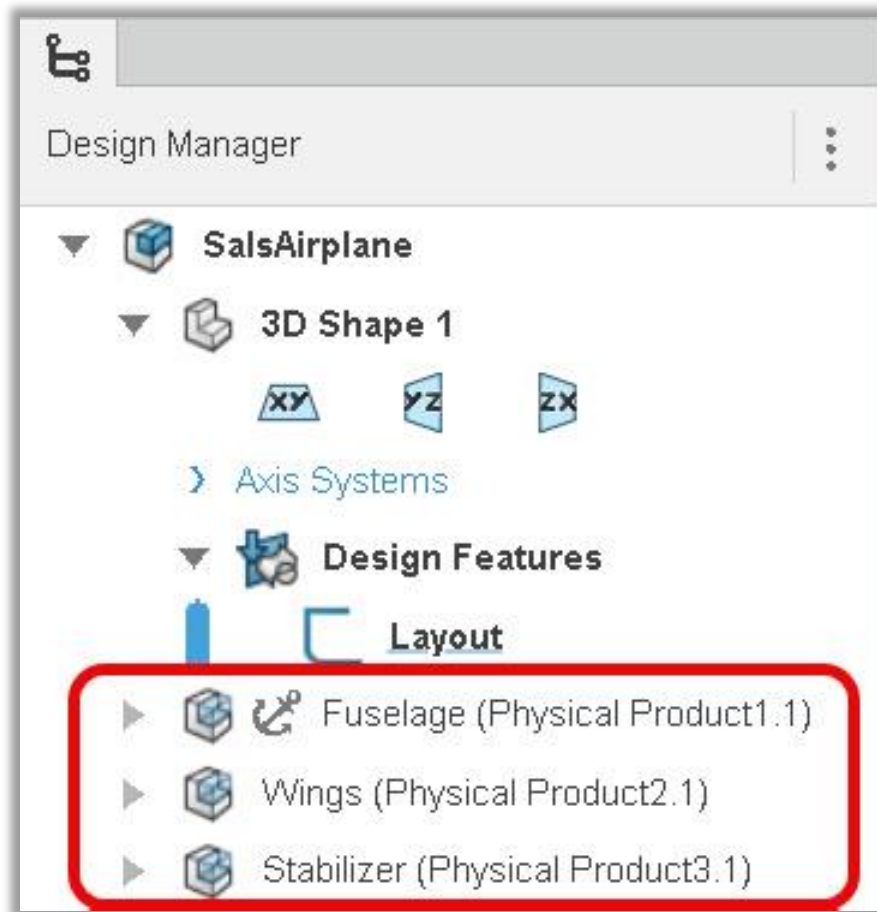 Design Manager
SalsAirplane
3D Shape 1
XY YZ ZX
Axis Systems
Design Features
Layout
Fuselage (Physical Product1.1)
Wings (Physical Product2.1)
Stabilizer (Physical Product3.1)